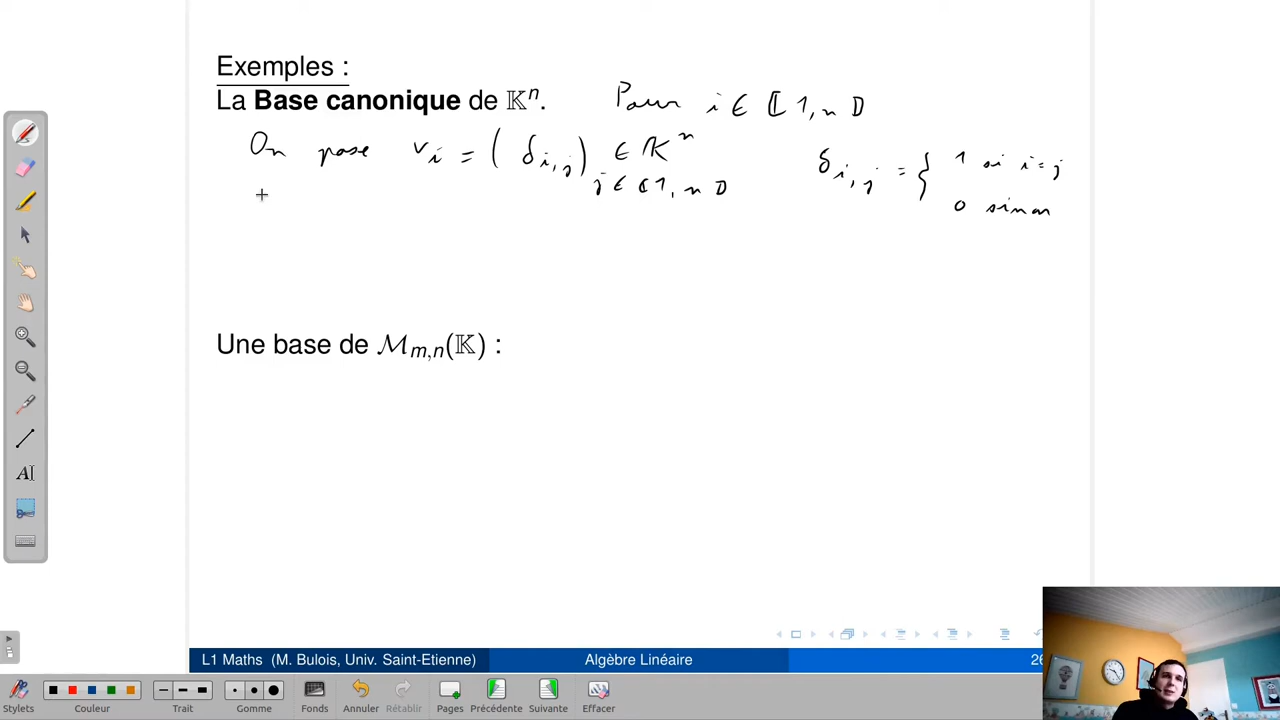 Exemples :
La Base canonique de 𝕂ⁿ. Pour i ∈ ⟦1, n⟧
On pose vᵢ = (δᵢ,ⱼ) j ∈ ⟦1, n⟧ ∈ 𝕂ⁿ δᵢ,ⱼ = { 1 si i=j
0 sinon
Une base de ℳm,n(𝕂) :
L1 Maths (M. Bulois, Univ. Saint-Etienne) Algèbre Linéaire 26
Stylets Couleur Trait Gomme Fonds Annuler Rétablir Pages Précédente Suivante Effacer